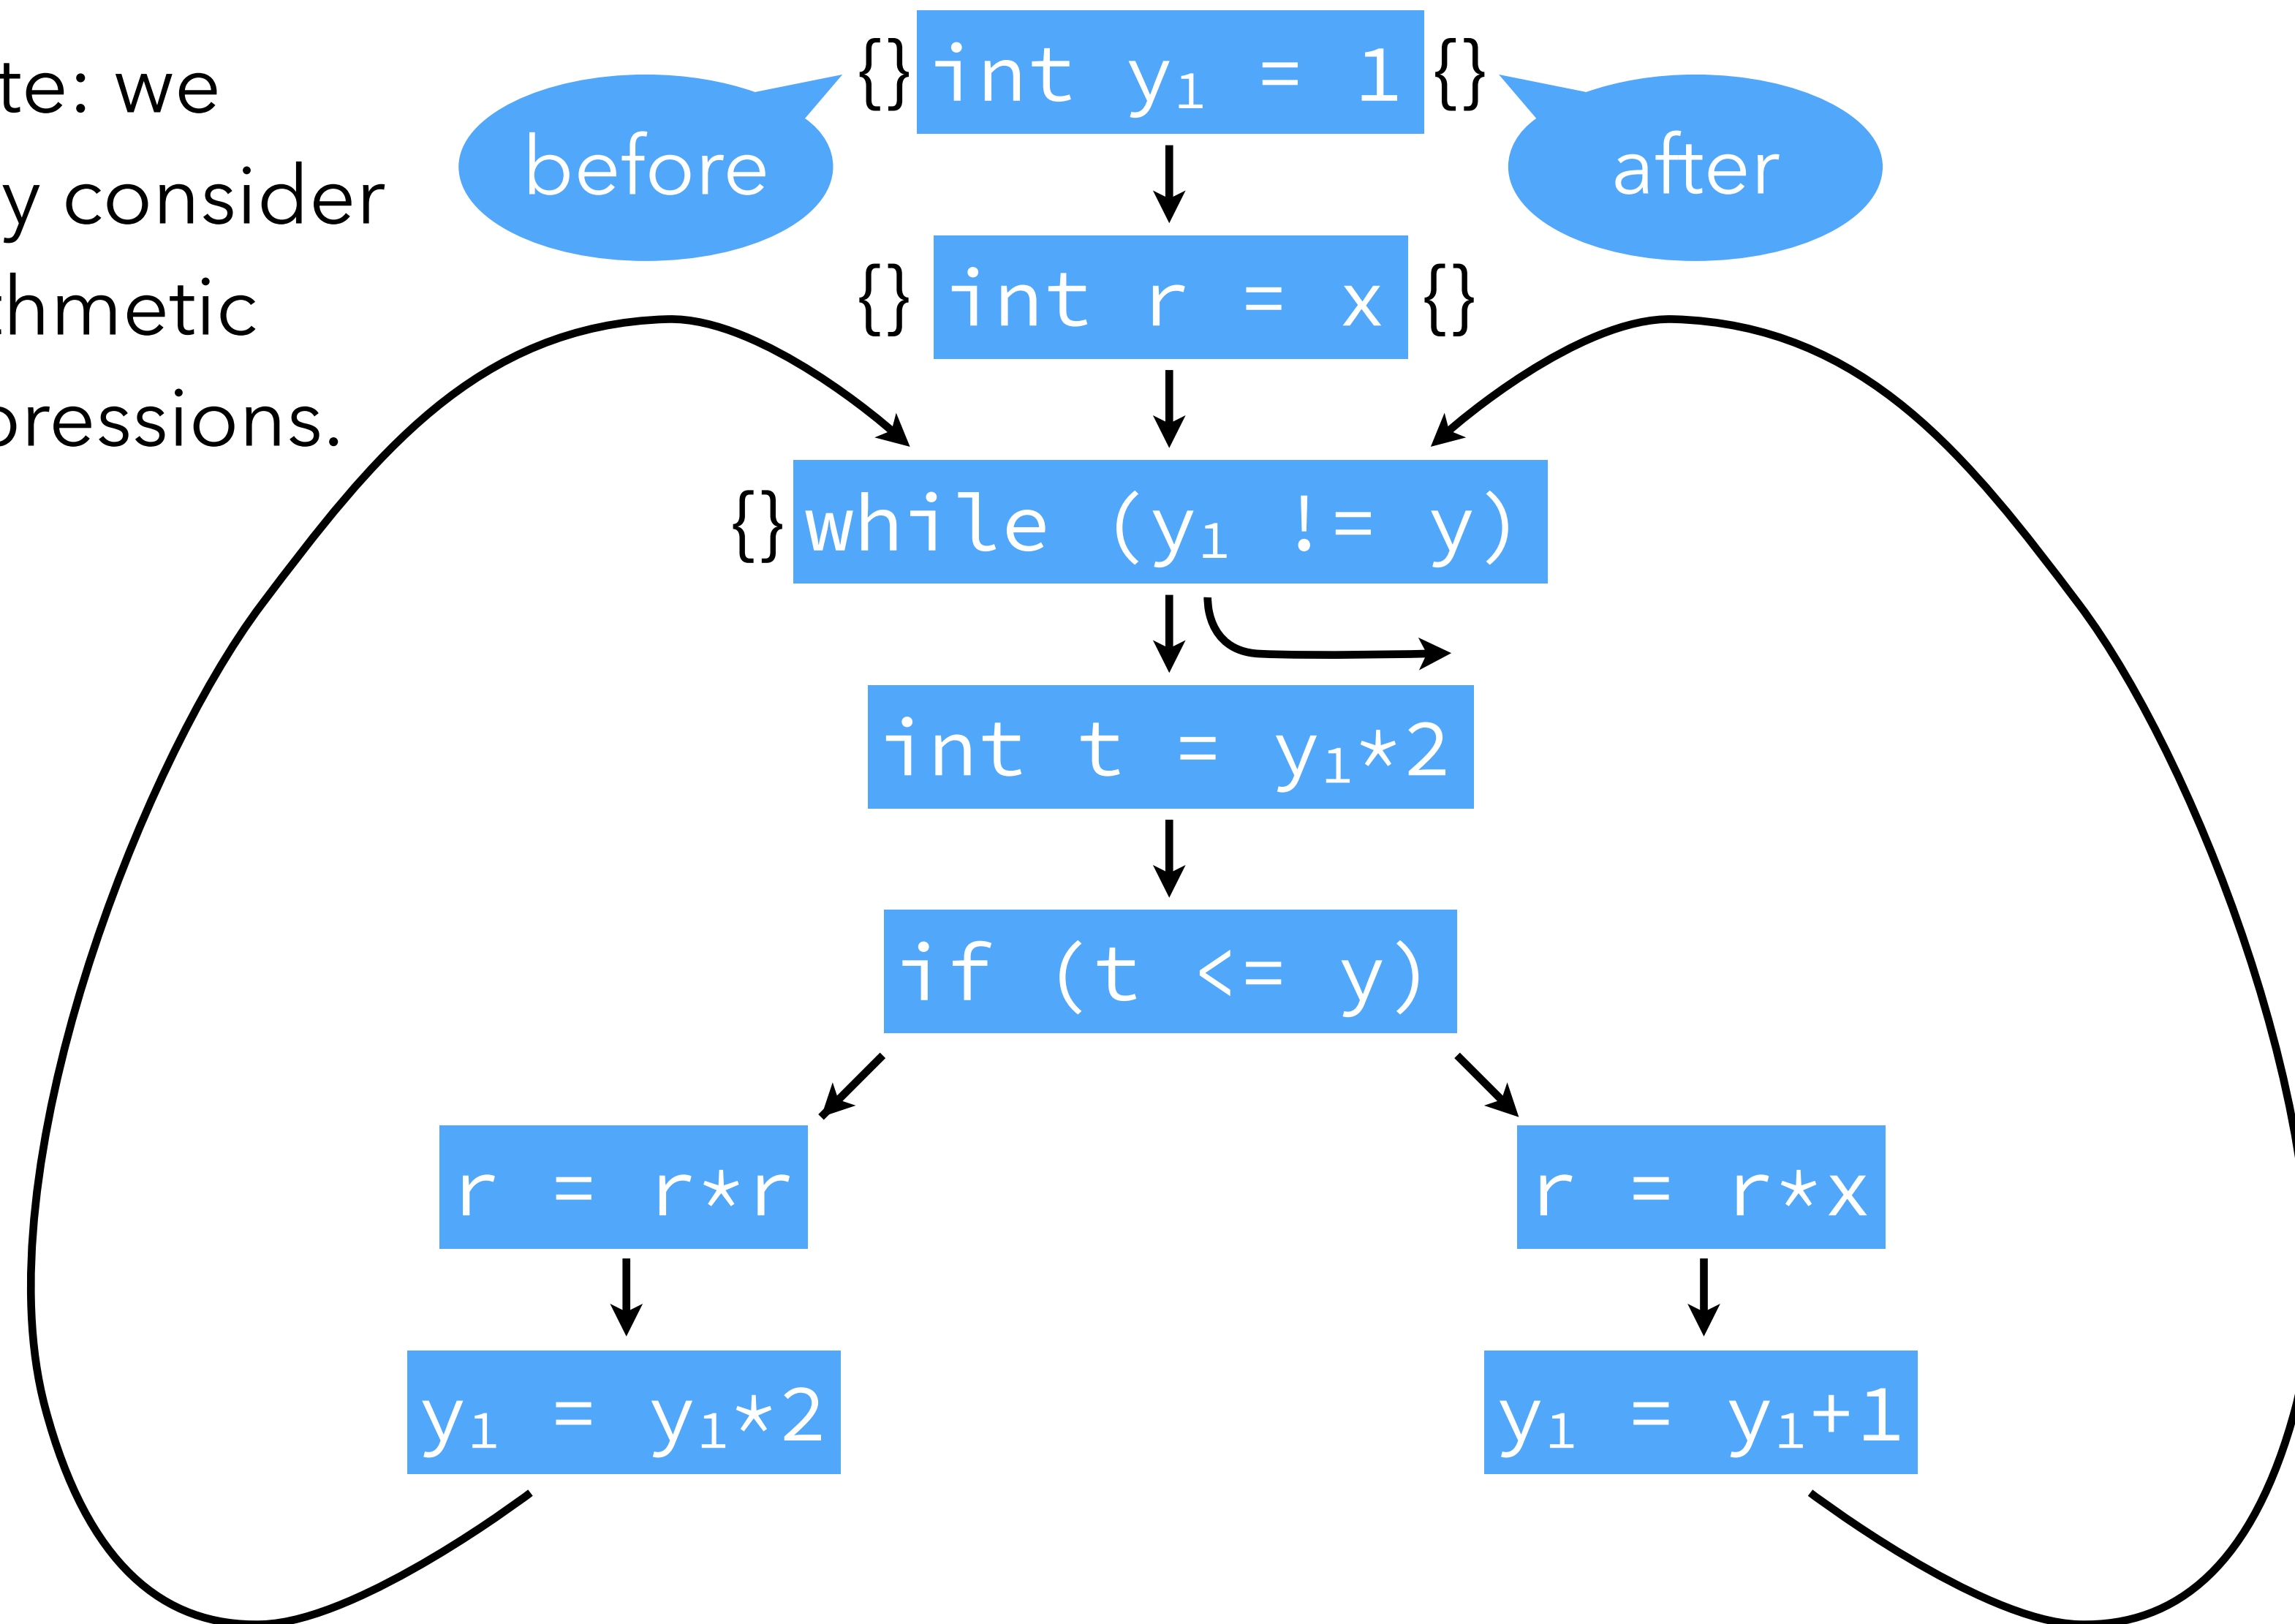 te: we
y consider
hmetic
ressions.
before
after
{} int y₁ = 1 {}
{} int r = x {}
{} while (y₁ != y)
int t = y₁*2
if (t <= y)
r = r*r
r = r*x
y₁ = y₁*2
y₁ = y₁+1